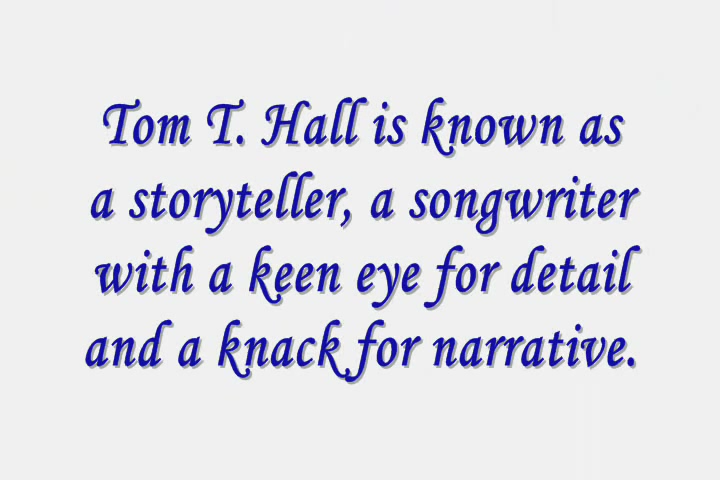 Tom T. Hall is known as
a storyteller, a songwriter
with a keen eye for detail
and a knack for narrative.